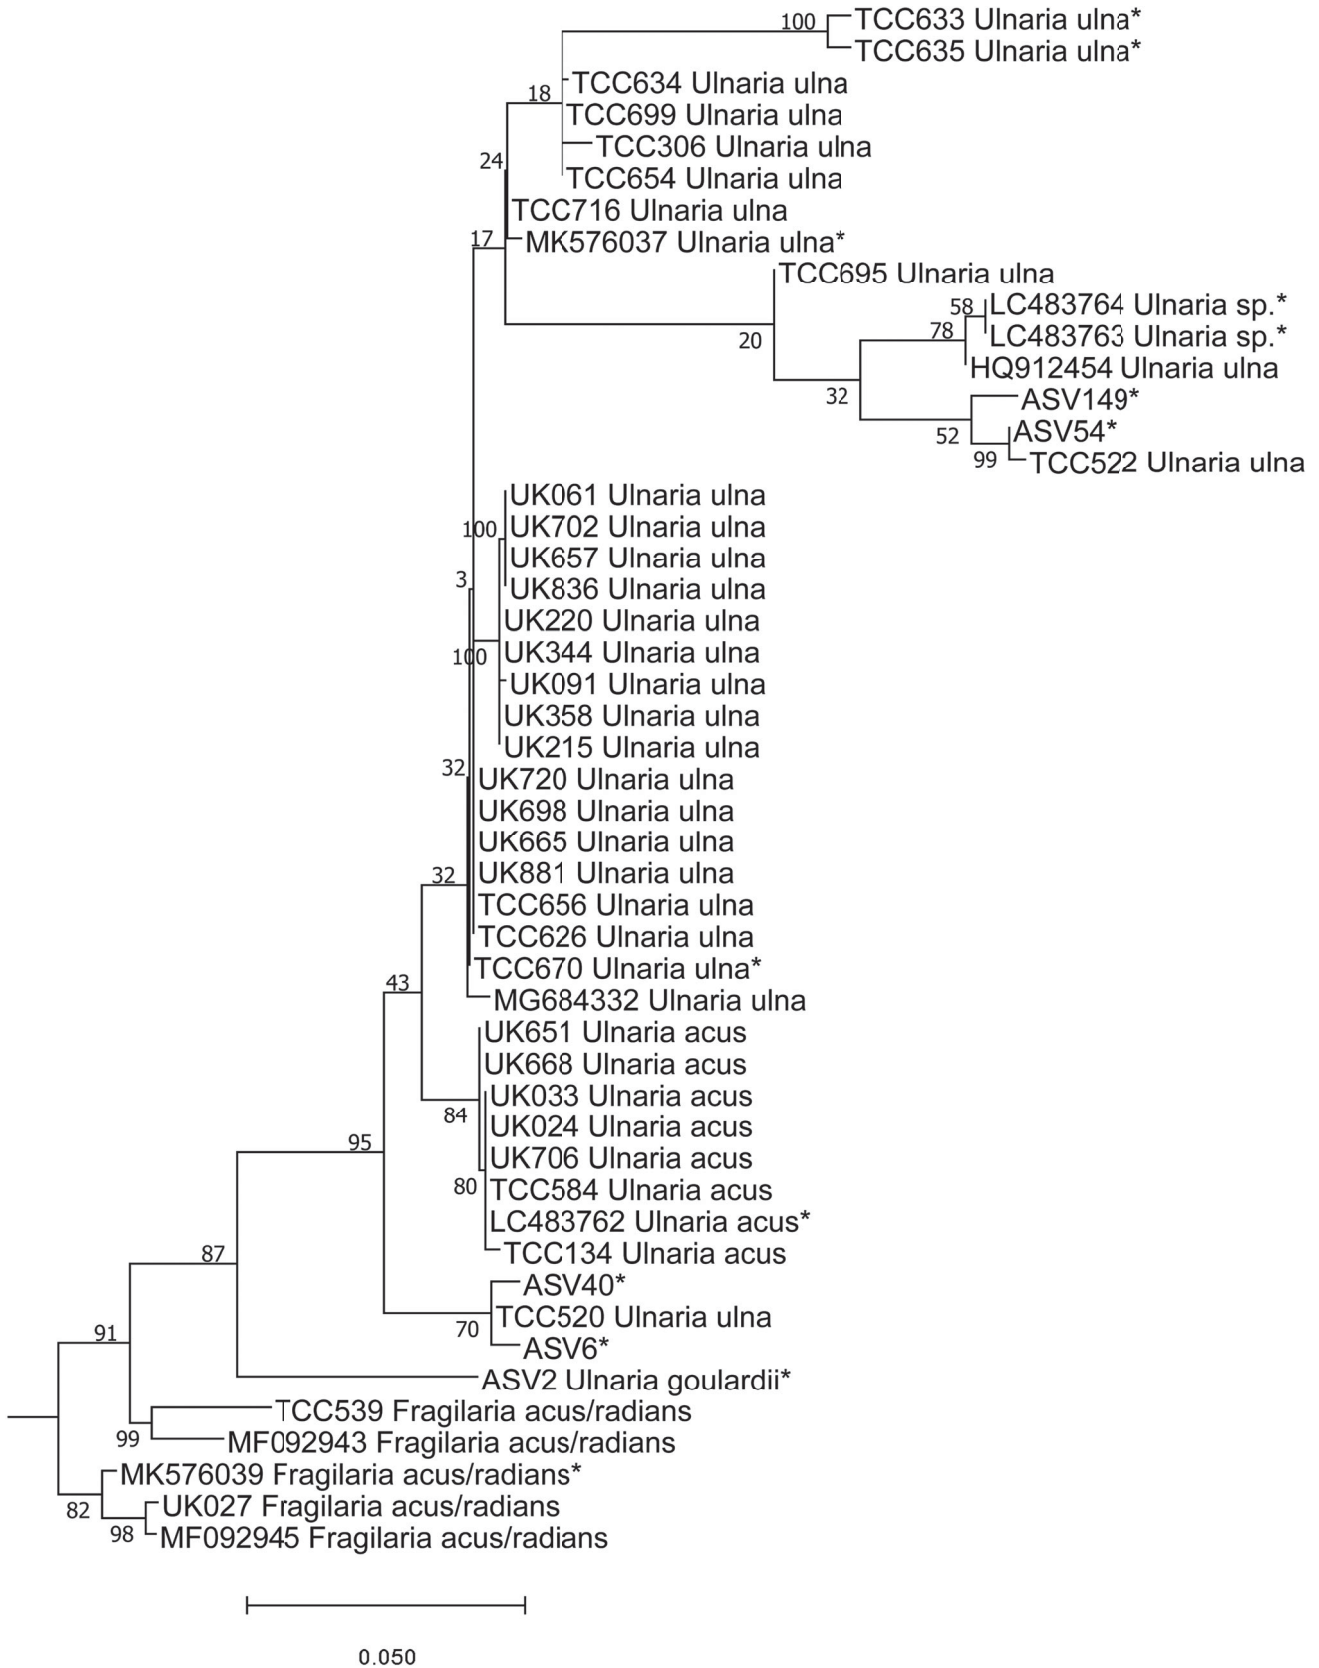 100
TCC633 Ulnaria ulna*
TCC635 Ulnaria ulna*
TCC634 Ulnaria ulna
18
TCC699 Ulnaria ulna
TCC306 Ulnaria ulna
24
TCC654 Ulnaria ulna
TCC716 Ulnaria ulna
17
MK576037 Ulnaria ulna*
TCC695 Ulnaria ulna
58
LC483764 Ulnaria sp.*
78
LC483763 Ulnaria sp.*
20
HQ912454 Ulnaria ulna
32
ASV149*
52
ASV54*
99
TCC522 Ulnaria ulna
UK061 Ulnaria ulna
100
UK702 Ulnaria ulna
UK657 Ulnaria ulna
3
UK836 Ulnaria ulna
UK220 Ulnaria ulna
100
UK344 Ulnaria ulna
UK091 Ulnaria ulna
UK358 Ulnaria ulna
UK215 Ulnaria ulna
32
UK720 Ulnaria ulna
UK698 Ulnaria ulna
UK665 Ulnaria ulna
32
UK881 Ulnaria ulna
TCC656 Ulnaria ulna
TCC626 Ulnaria ulna
TCC670 Ulnaria ulna*
43
MG684332 Ulnaria ulna
UK651 Ulnaria acus
UK668 Ulnaria acus
UK033 Ulnaria acus
84
UK024 Ulnaria acus
95
UK706 Ulnaria acus
80
TCC584 Ulnaria acus
LC483762 Ulnaria acus*
87
TCC134 Ulnaria acus
ASV40*
TCC520 Ulnaria ulna
70
91
ASV6*
ASV2 Ulnaria goulardii*
TCC539 Fragilaria acus/radians
99
MF092943 Fragilaria acus/radians
MK576039 Fragilaria acus/radians*
82
UK027 Fragilaria acus/radians
98
MF092945 Fragilaria acus/radians
0.050